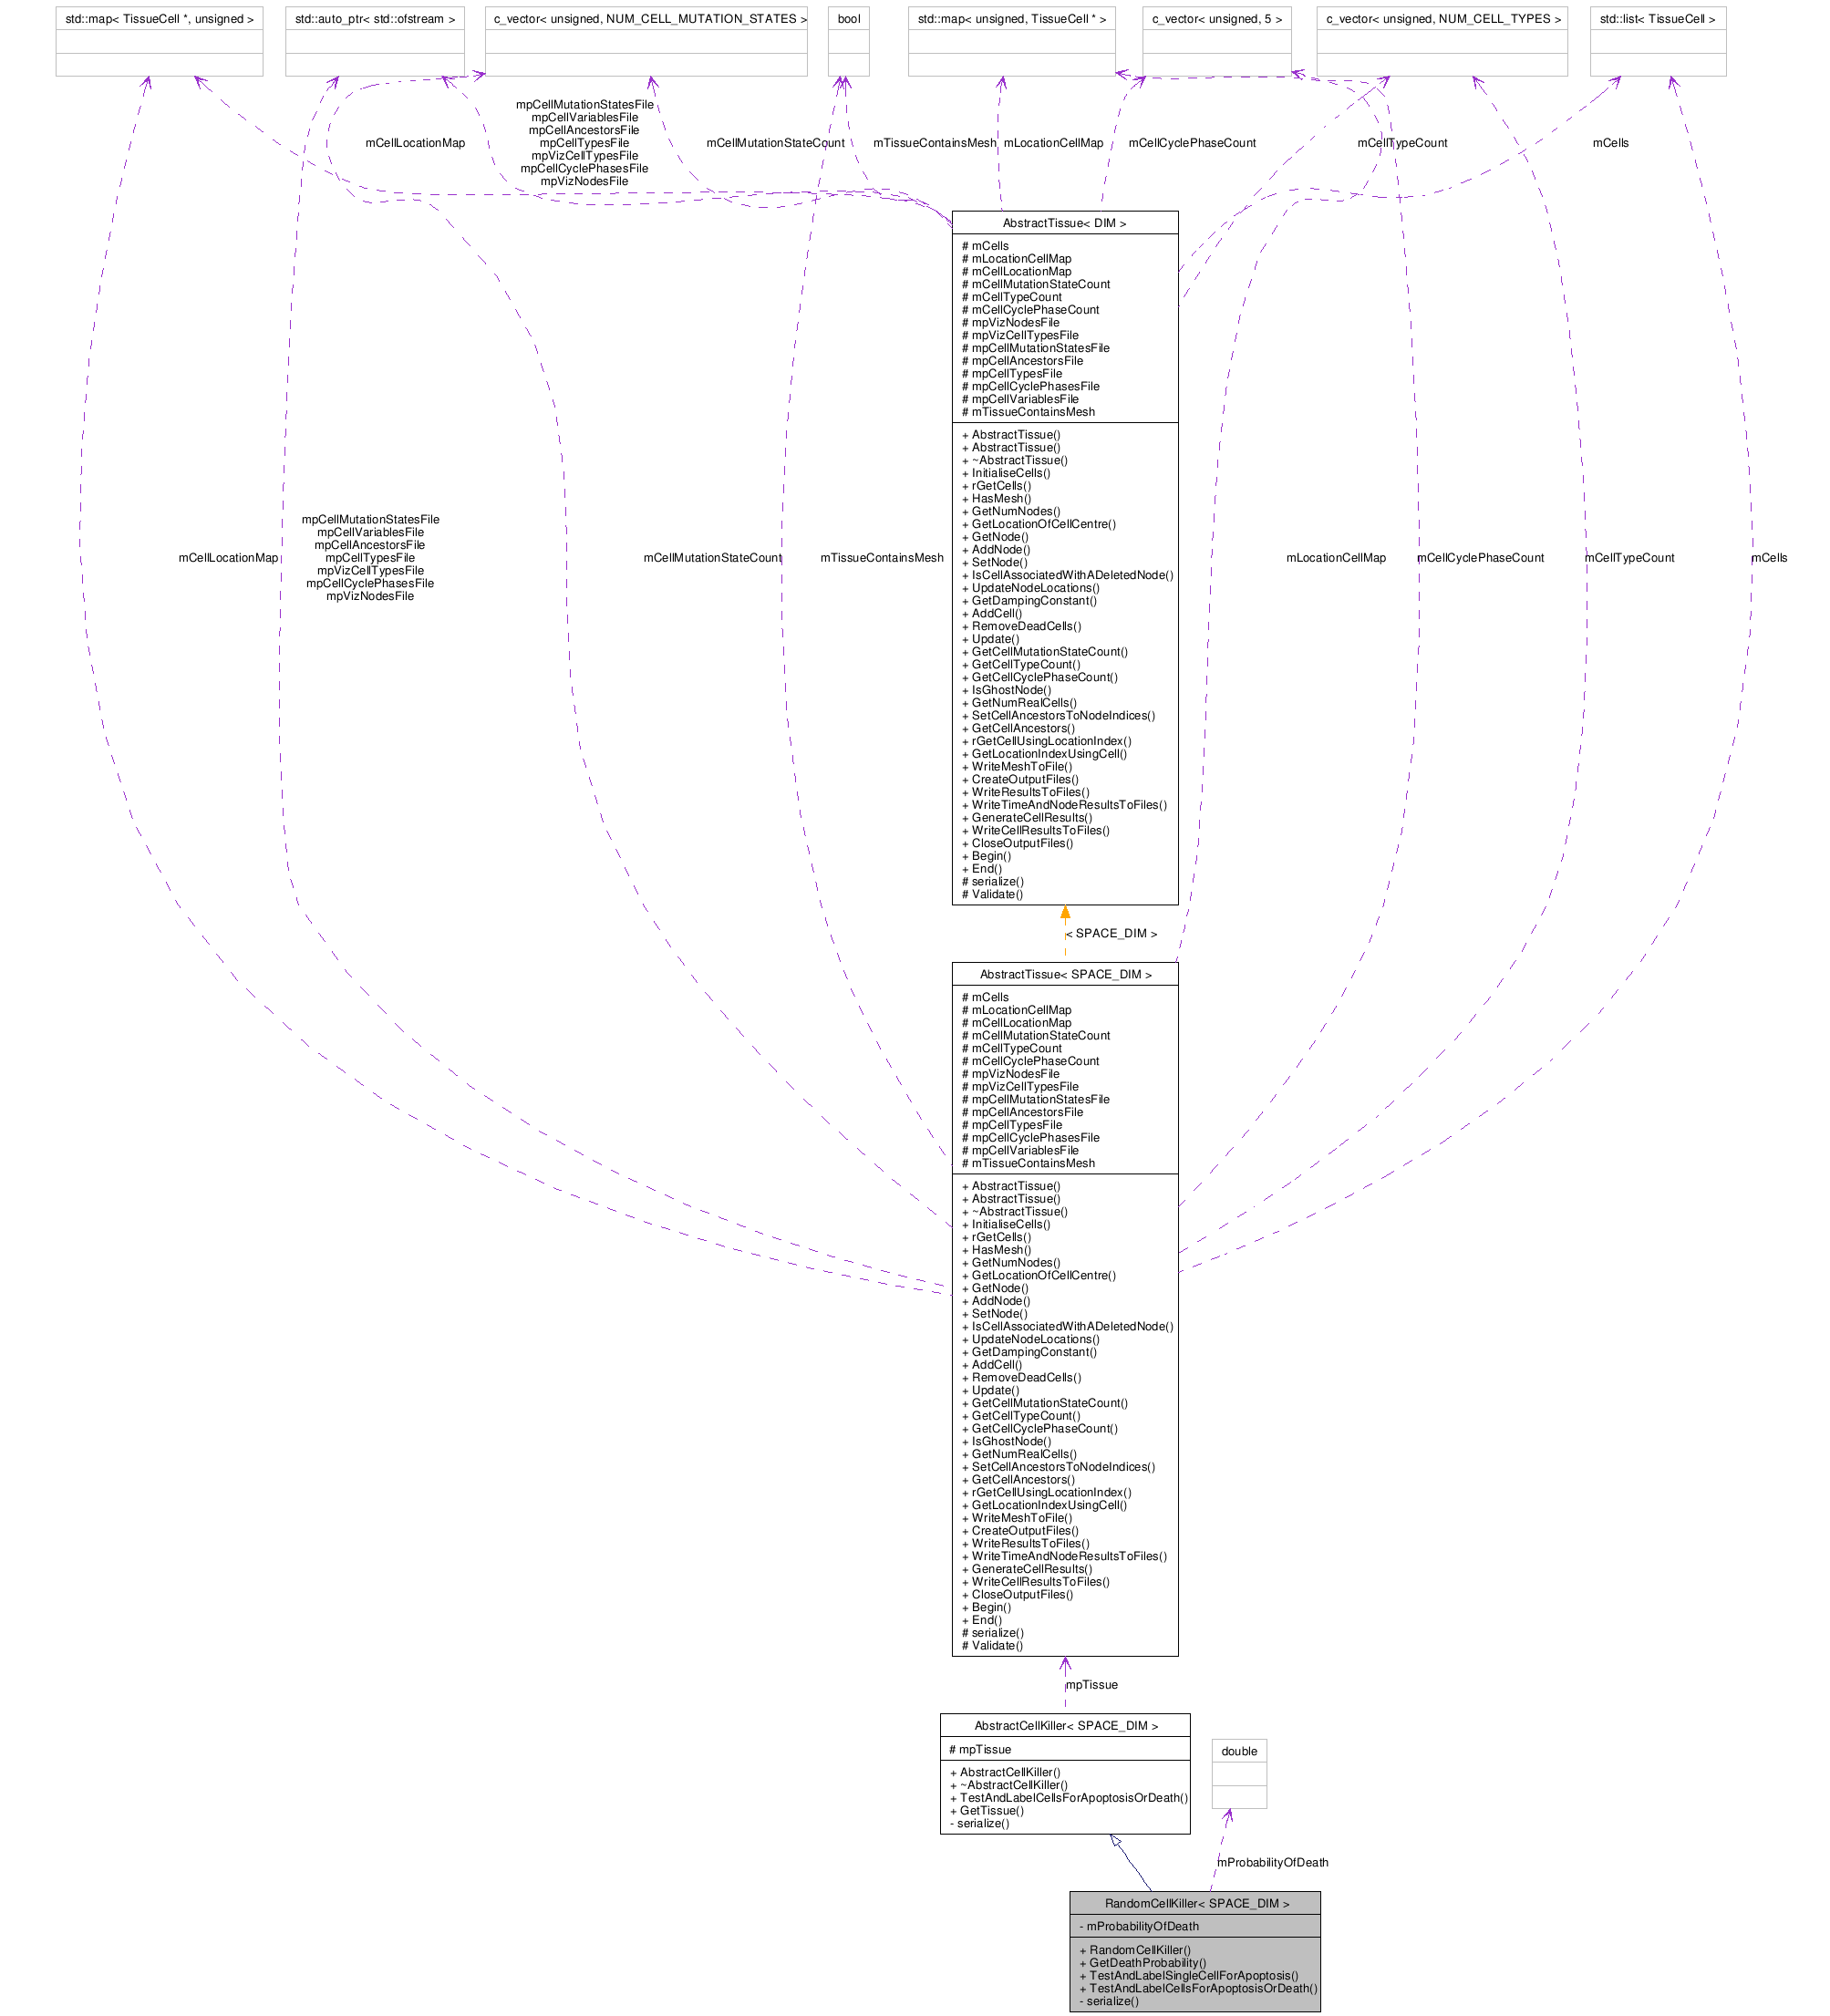 std::map< TissueCell *, unsigned >
std::auto_ptr< std::ofstream >
c_vector< unsigned, NUM_CELL_MUTATION_STATES >
bool
std::map< unsigned, TissueCell * >
c_vector< unsigned, 5 >
c_vector< unsigned, NUM_CELL_TYPES >
std::list< TissueCell >
mCellLocationMap
mpCellMutationStatesFile
mpCellVariablesFile
mpCellAncestorsFile
mpCellTypesFile
mpVizCellTypesFile
mpCellCyclePhasesFile
mpVizNodesFile
mCellMutationStateCount
mTissueContainsMesh
mLocationCellMap
mCellCyclePhaseCount
mCellTypeCount
mCells
AbstractTissue< DIM >
# mCells
# mLocationCellMap
# mCellLocationMap
# mCellMutationStateCount
# mCellTypeCount
# mCellCyclePhaseCount
# mpVizNodesFile
# mpVizCellTypesFile
# mpCellMutationStatesFile
# mpCellAncestorsFile
# mpCellTypesFile
# mpCellCyclePhasesFile
# mpCellVariablesFile
# mTissueContainsMesh
+ AbstractTissue()
+ AbstractTissue()
+ ~AbstractTissue()
+ InitialiseCells()
+ rGetCells()
+ HasMesh()
+ GetNumNodes()
+ GetLocationOfCellCentre()
+ GetNode()
+ AddNode()
+ SetNode()
+ IsCellAssociatedWithADeletedNode()
+ UpdateNodeLocations()
+ GetDampingConstant()
+ AddCell()
+ RemoveDeadCells()
+ Update()
+ GetCellMutationStateCount()
+ GetCellTypeCount()
+ GetCellCyclePhaseCount()
+ IsGhostNode()
+ GetNumRealCells()
+ SetCellAncestorsToNodeIndices()
+ GetCellAncestors()
+ rGetCellUsingLocationIndex()
+ GetLocationIndexUsingCell()
+ WriteMeshToFile()
+ CreateOutputFiles()
+ WriteResultsToFiles()
+ WriteTimeAndNodeResultsToFiles()
+ GenerateCellResults()
+ WriteCellResultsToFiles()
+ CloseOutputFiles()
+ Begin()
+ End()
# serialize()
# Validate()
mCellLocationMap
mpCellMutationStatesFile
mpCellVariablesFile
mpCellAncestorsFile
mpCellTypesFile
mpVizCellTypesFile
mpCellCyclePhasesFile
mpVizNodesFile
mCellMutationStateCount
mTissueContainsMesh
mLocationCellMap
mCellCyclePhaseCount
mCellTypeCount
mCells
< SPACE_DIM >
AbstractTissue< SPACE_DIM >
# mCells
# mLocationCellMap
# mCellLocationMap
# mCellMutationStateCount
# mCellTypeCount
# mCellCyclePhaseCount
# mpVizNodesFile
# mpVizCellTypesFile
# mpCellMutationStatesFile
# mpCellAncestorsFile
# mpCellTypesFile
# mpCellCyclePhasesFile
# mpCellVariablesFile
# mTissueContainsMesh
+ AbstractTissue()
+ AbstractTissue()
+ ~AbstractTissue()
+ InitialiseCells()
+ rGetCells()
+ HasMesh()
+ GetNumNodes()
+ GetLocationOfCellCentre()
+ GetNode()
+ AddNode()
+ SetNode()
+ IsCellAssociatedWithADeletedNode()
+ UpdateNodeLocations()
+ GetDampingConstant()
+ AddCell()
+ RemoveDeadCells()
+ Update()
+ GetCellMutationStateCount()
+ GetCellTypeCount()
+ GetCellCyclePhaseCount()
+ IsGhostNode()
+ GetNumRealCells()
+ SetCellAncestorsToNodeIndices()
+ GetCellAncestors()
+ rGetCellUsingLocationIndex()
+ GetLocationIndexUsingCell()
+ WriteMeshToFile()
+ CreateOutputFiles()
+ WriteResultsToFiles()
+ WriteTimeAndNodeResultsToFiles()
+ GenerateCellResults()
+ WriteCellResultsToFiles()
+ CloseOutputFiles()
+ Begin()
+ End()
# serialize()
# Validate()
mpTissue
AbstractCellKiller< SPACE_DIM >
# mpTissue
+ AbstractCellKiller()
+ ~AbstractCellKiller()
+ TestAndLabelCellsForApoptosisOrDeath()
+ GetTissue()
- serialize()
double
mProbabilityOfDeath
RandomCellKiller< SPACE_DIM >
- mProbabilityOfDeath
+ RandomCellKiller()
+ GetDeathProbability()
+ TestAndLabelSingleCellForApoptosis()
+ TestAndLabelCellsForApoptosisOrDeath()
- serialize()